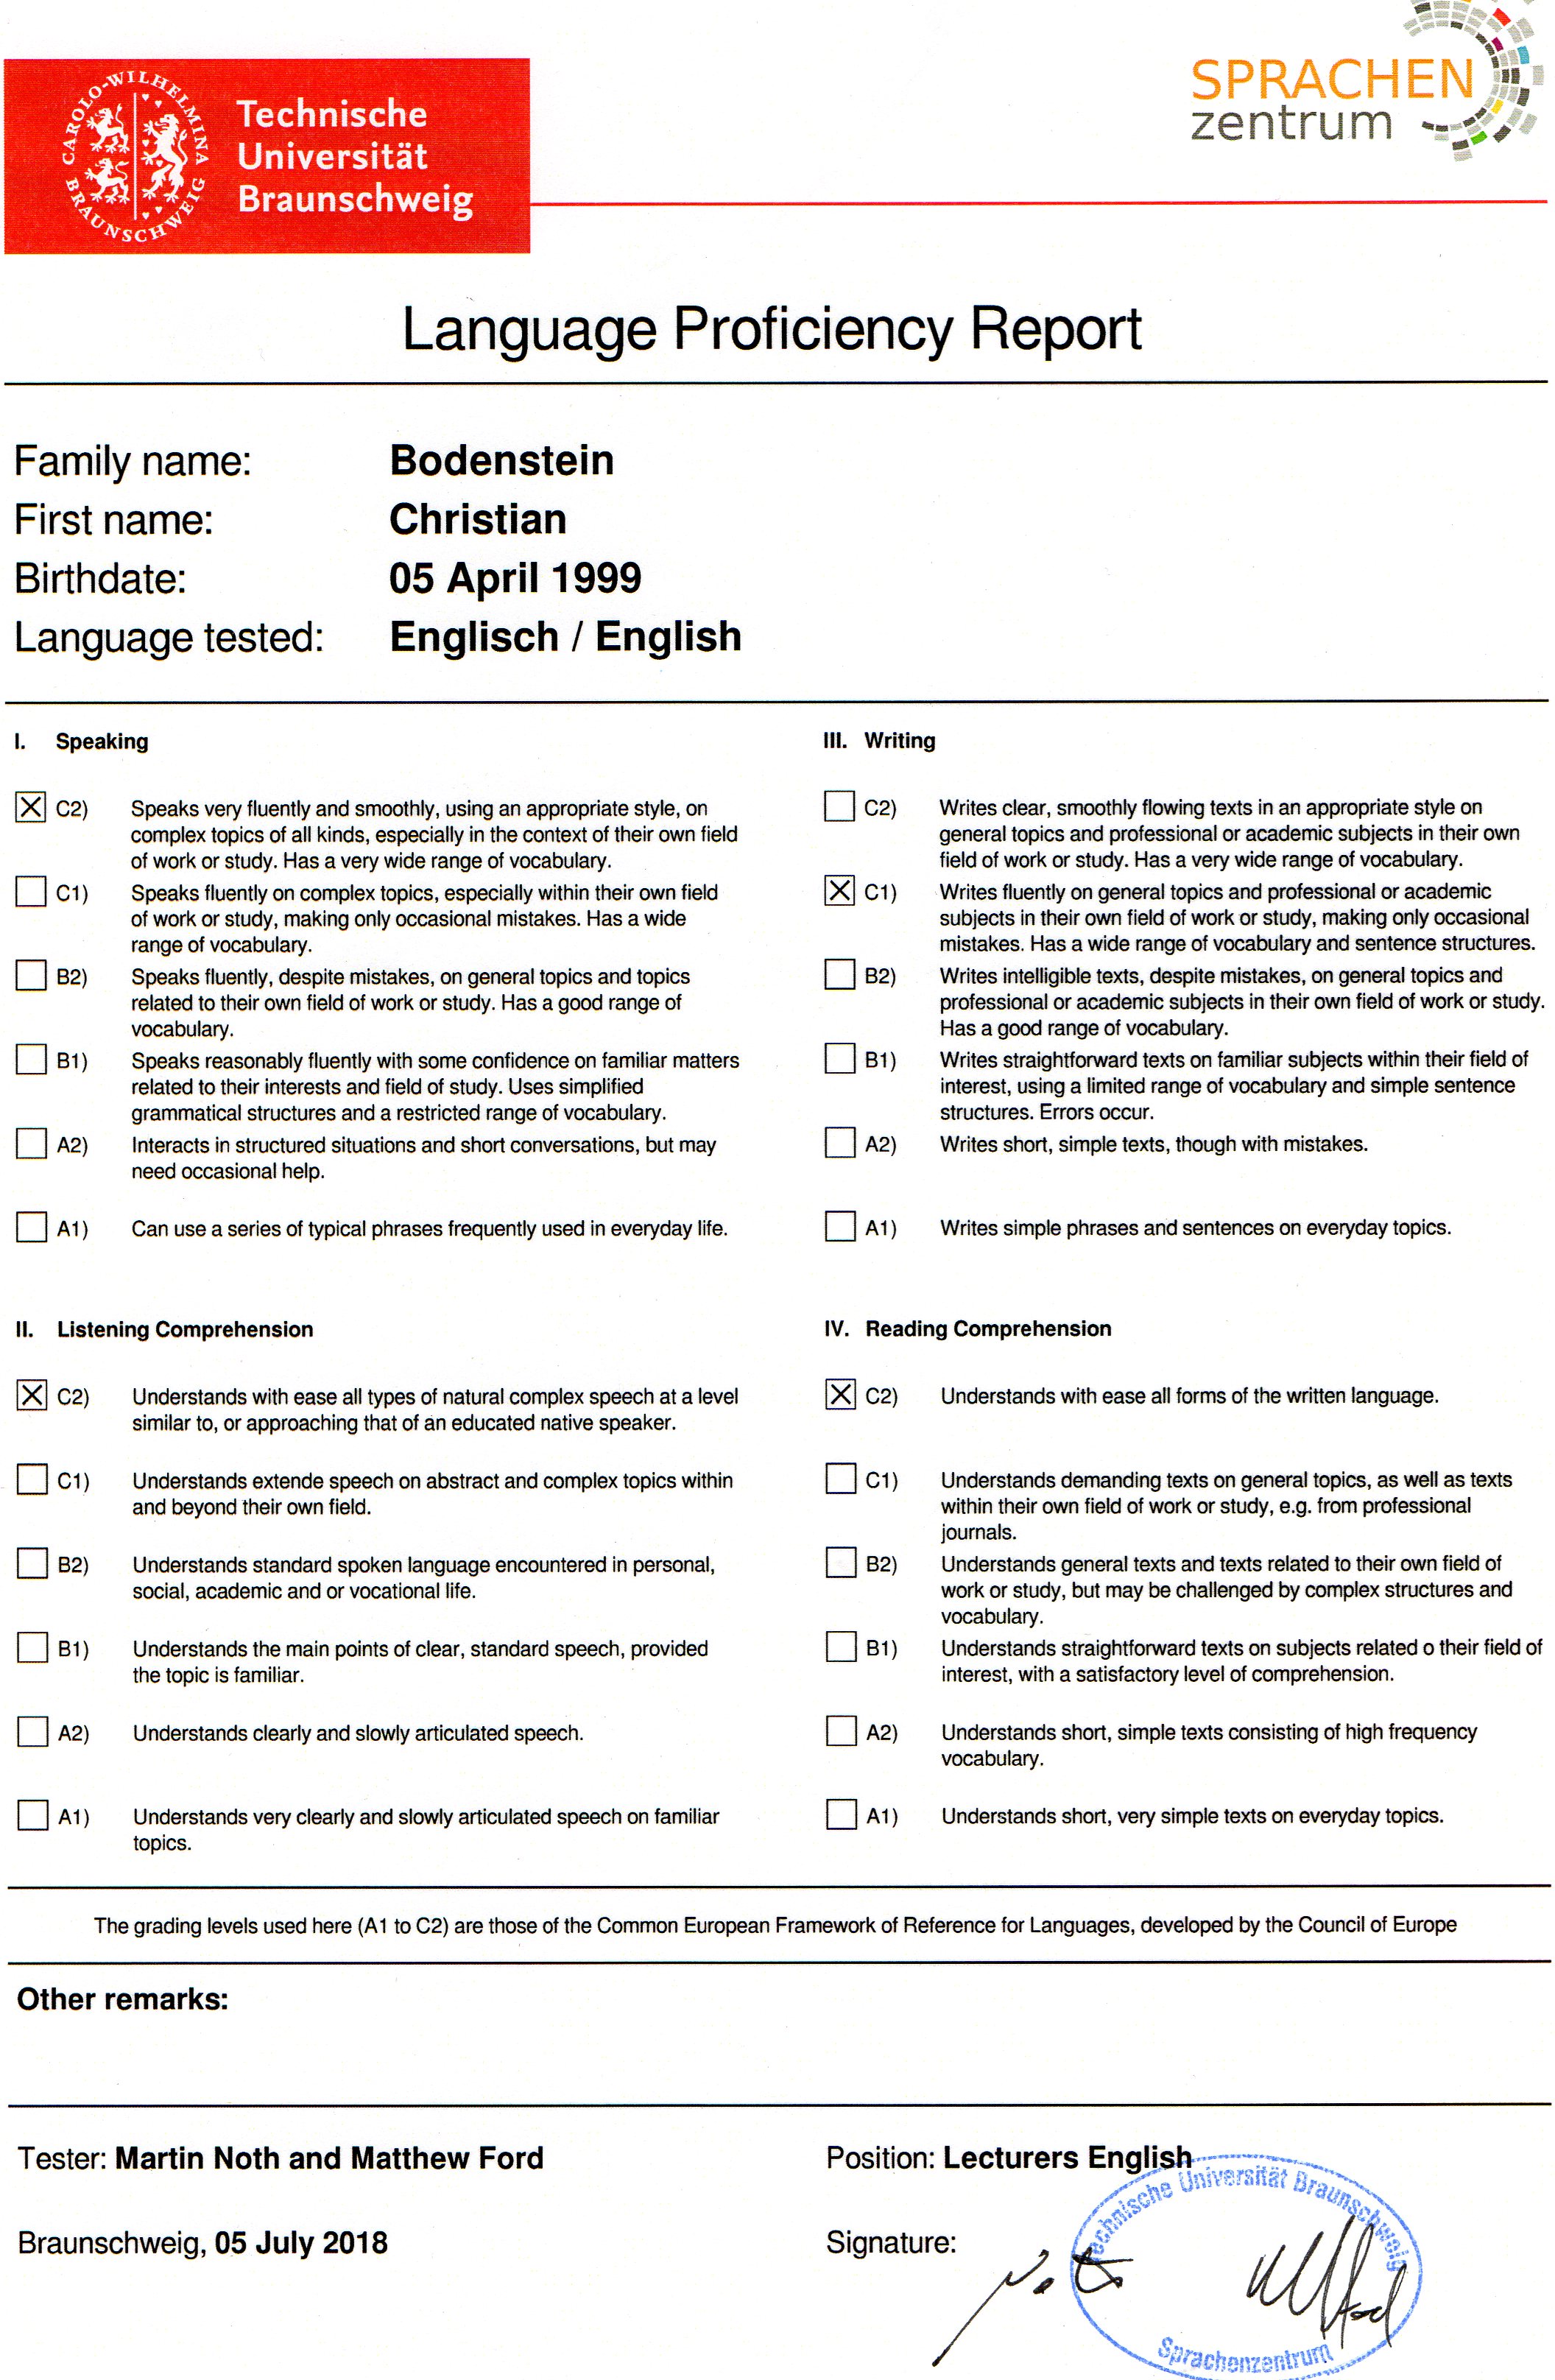 CAROLO-WILHELMINA
BRAUNSCHWEIG
Technische
Universität
Braunschweig
SPRACHEN
zentrum
Language Proficiency Report
Family name: Bodenstein
First name: Christian
Birthdate: 05 April 1999
Language tested: Englisch / English
I. Speaking
C2) Speaks very fluently and smoothly, using an appropriate style, on
complex topics of all kinds, especially in the context of their own field
of work or study. Has a very wide range of vocabulary.
C1) Speaks fluently on complex topics, especially within their own field
of work or study, making only occasional mistakes. Has a wide
range of vocabulary.
B2) Speaks fluently, despite mistakes, on general topics and topics
related to their own field of work or study. Has a good range of
vocabulary.
B1) Speaks reasonably fluently with some confidence on familiar matters
related to their interests and field of study. Uses simplified
grammatical structures and a restricted range of vocabulary.
A2) Interacts in structured situations and short conversations, but may
need occasional help.
A1) Can use a series of typical phrases frequently used in everyday life.
II. Listening Comprehension
C2) Understands with ease all types of natural complex speech at a level
similar to, or approaching that of an educated native speaker.
C1) Understands extende speech on abstract and complex topics within
and beyond their own field.
B2) Understands standard spoken language encountered in personal,
social, academic and or vocational life.
B1) Understands the main points of clear, standard speech, provided
the topic is familiar.
A2) Understands clearly and slowly articulated speech.
A1) Understands very clearly and slowly articulated speech on familiar
topics.
III. Writing
C2) Writes clear, smoothly flowing texts in an appropriate style on
general topics and professional or academic subjects in their own
field of work or study. Has a very wide range of vocabulary.
C1) Writes fluently on general topics and professional or academic
subjects in their own field of work or study, making only occasional
mistakes. Has a wide range of vocabulary and sentence structures.
B2) Writes intelligible texts, despite mistakes, on general topics and
professional or academic subjects in their own field of work or study.
Has a good range of vocabulary.
B1) Writes straightforward texts on familiar subjects within their field of
interest, using a limited range of vocabulary and simple sentence
structures. Errors occur.
A2) Writes short, simple texts, though with mistakes.
A1) Writes simple phrases and sentences on everyday topics.
IV. Reading Comprehension
C2) Understands with ease all forms of the written language.
C1) Understands demanding texts on general topics, as well as texts
within their own field of work or study, e.g. from professional
journals.
B2) Understands general texts and texts related to their own field of
work or study, but may be challenged by complex structures and
vocabulary.
B1) Understands straightforward texts on subjects related o their field of
interest, with a satisfactory level of comprehension.
A2) Understands short, simple texts consisting of high frequency
vocabulary.
A1) Understands short, very simple texts on everyday topics.
The grading levels used here (A1 to C2) are those of the Common European Framework of Reference for Languages, developed by the Council of Europe
Other remarks:
Tester: Martin Noth and Matthew Ford
Position: Lecturers English
Braunschweig, 05 July 2018
Signature:
Technische Universität Braunschweig
Sprachenzentrum